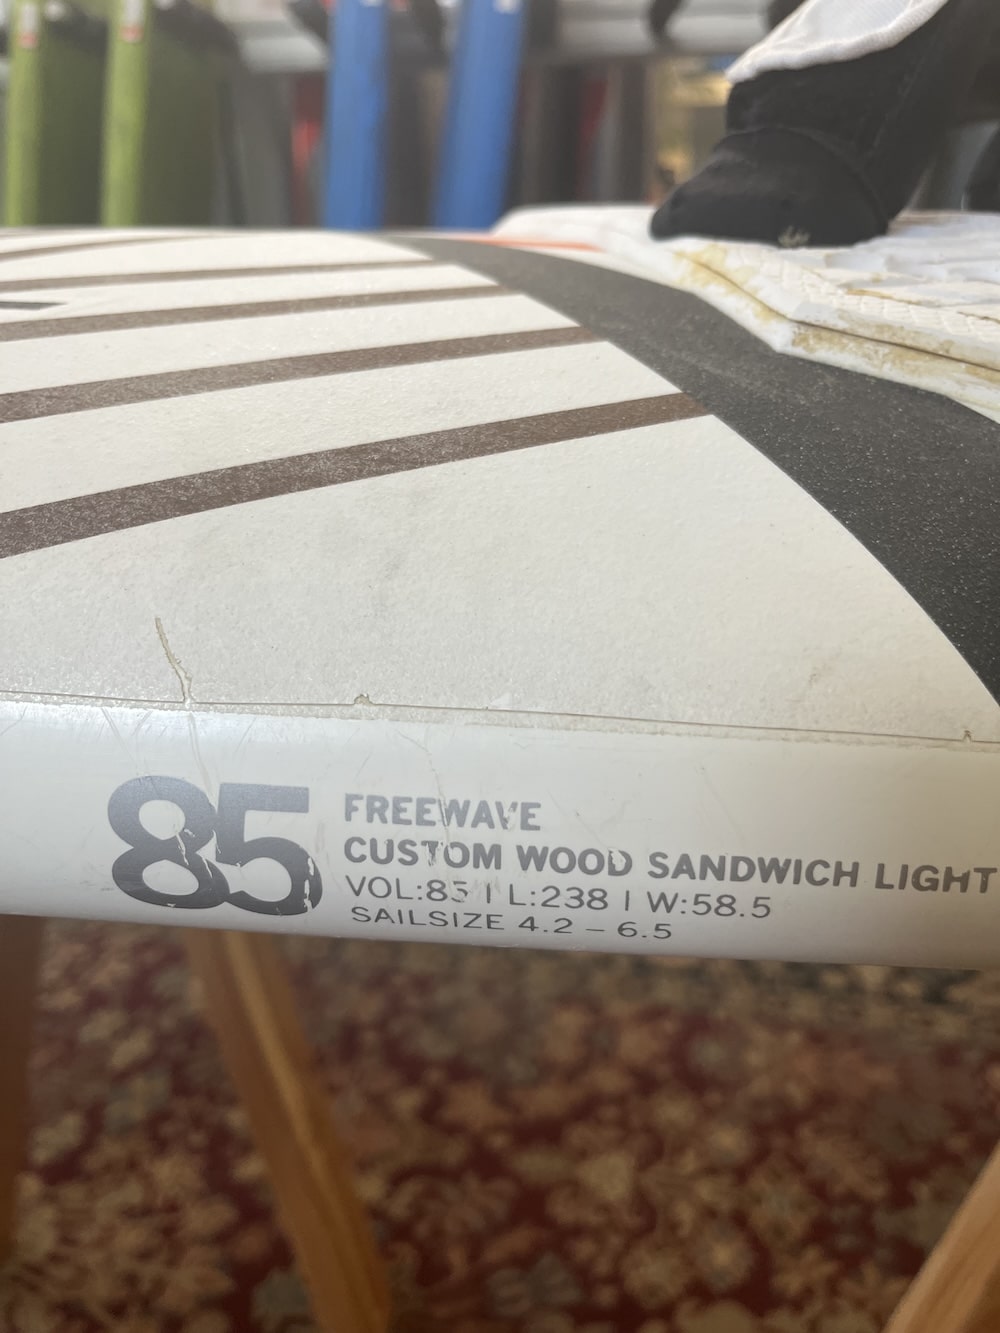 85
FREEWAVE
CUSTOM WOOD SANDWICH LIGHT
VOL:85 | L:238 | W:58.5
SAILSIZE 4.2 – 6.5